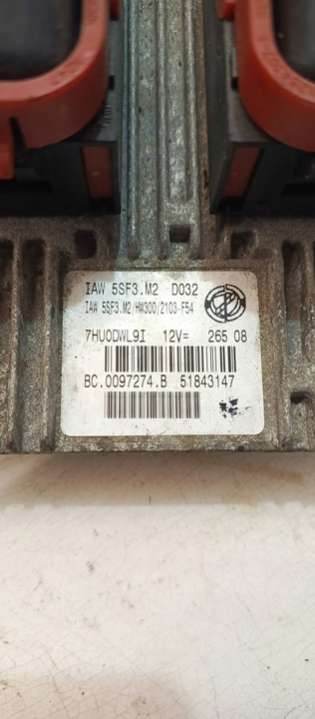 IAW 5SF3.M2 D032
IAW 5SF3.M2/HW300/2103-F54
7HU0DWL9I 12V= 265 08
BC.0097274.B 51843147